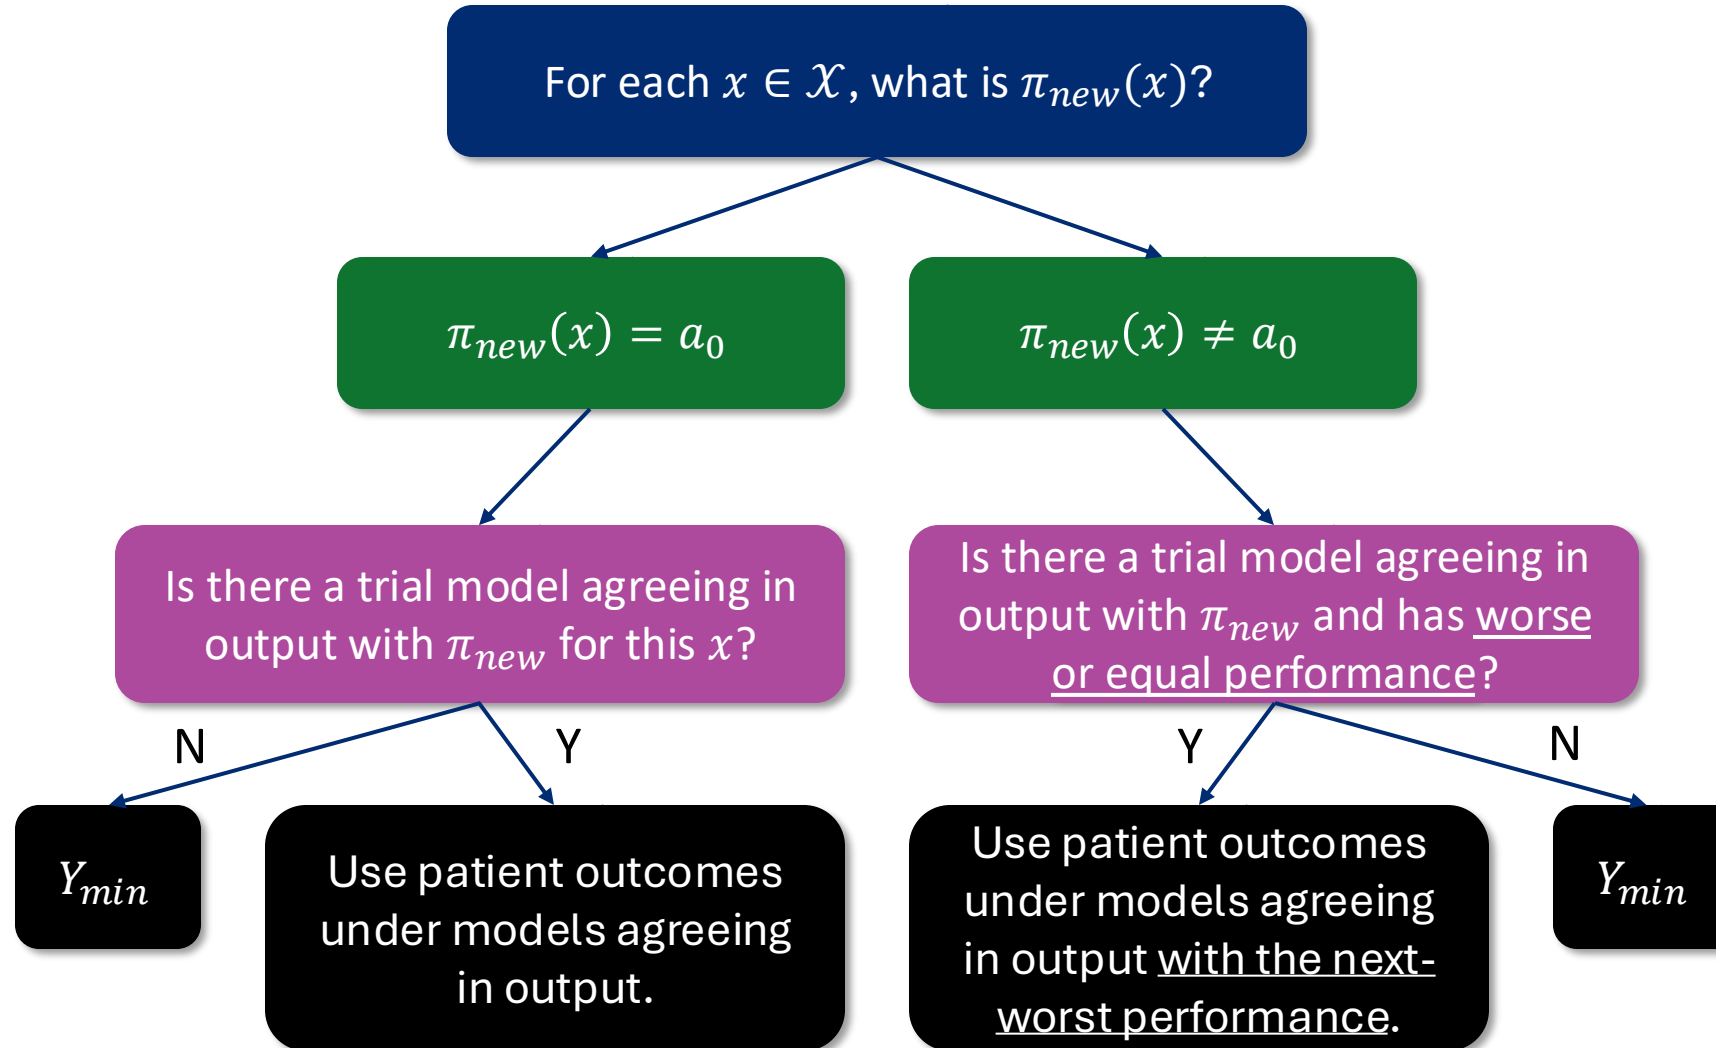 For each x ∈ 𝒳, what is π_new(x)?
π_new(x) = a_0
π_new(x) ≠ a_0
Is there a trial model agreeing in
output with π_new for this x?
Is there a trial model agreeing in
output with π_new and has worse
or equal performance?
N
Y
Y
N
Y_min
Use patient outcomes
under models agreeing
in output.
Use patient outcomes
under models agreeing
in output with the next-
worst performance.
Y_min